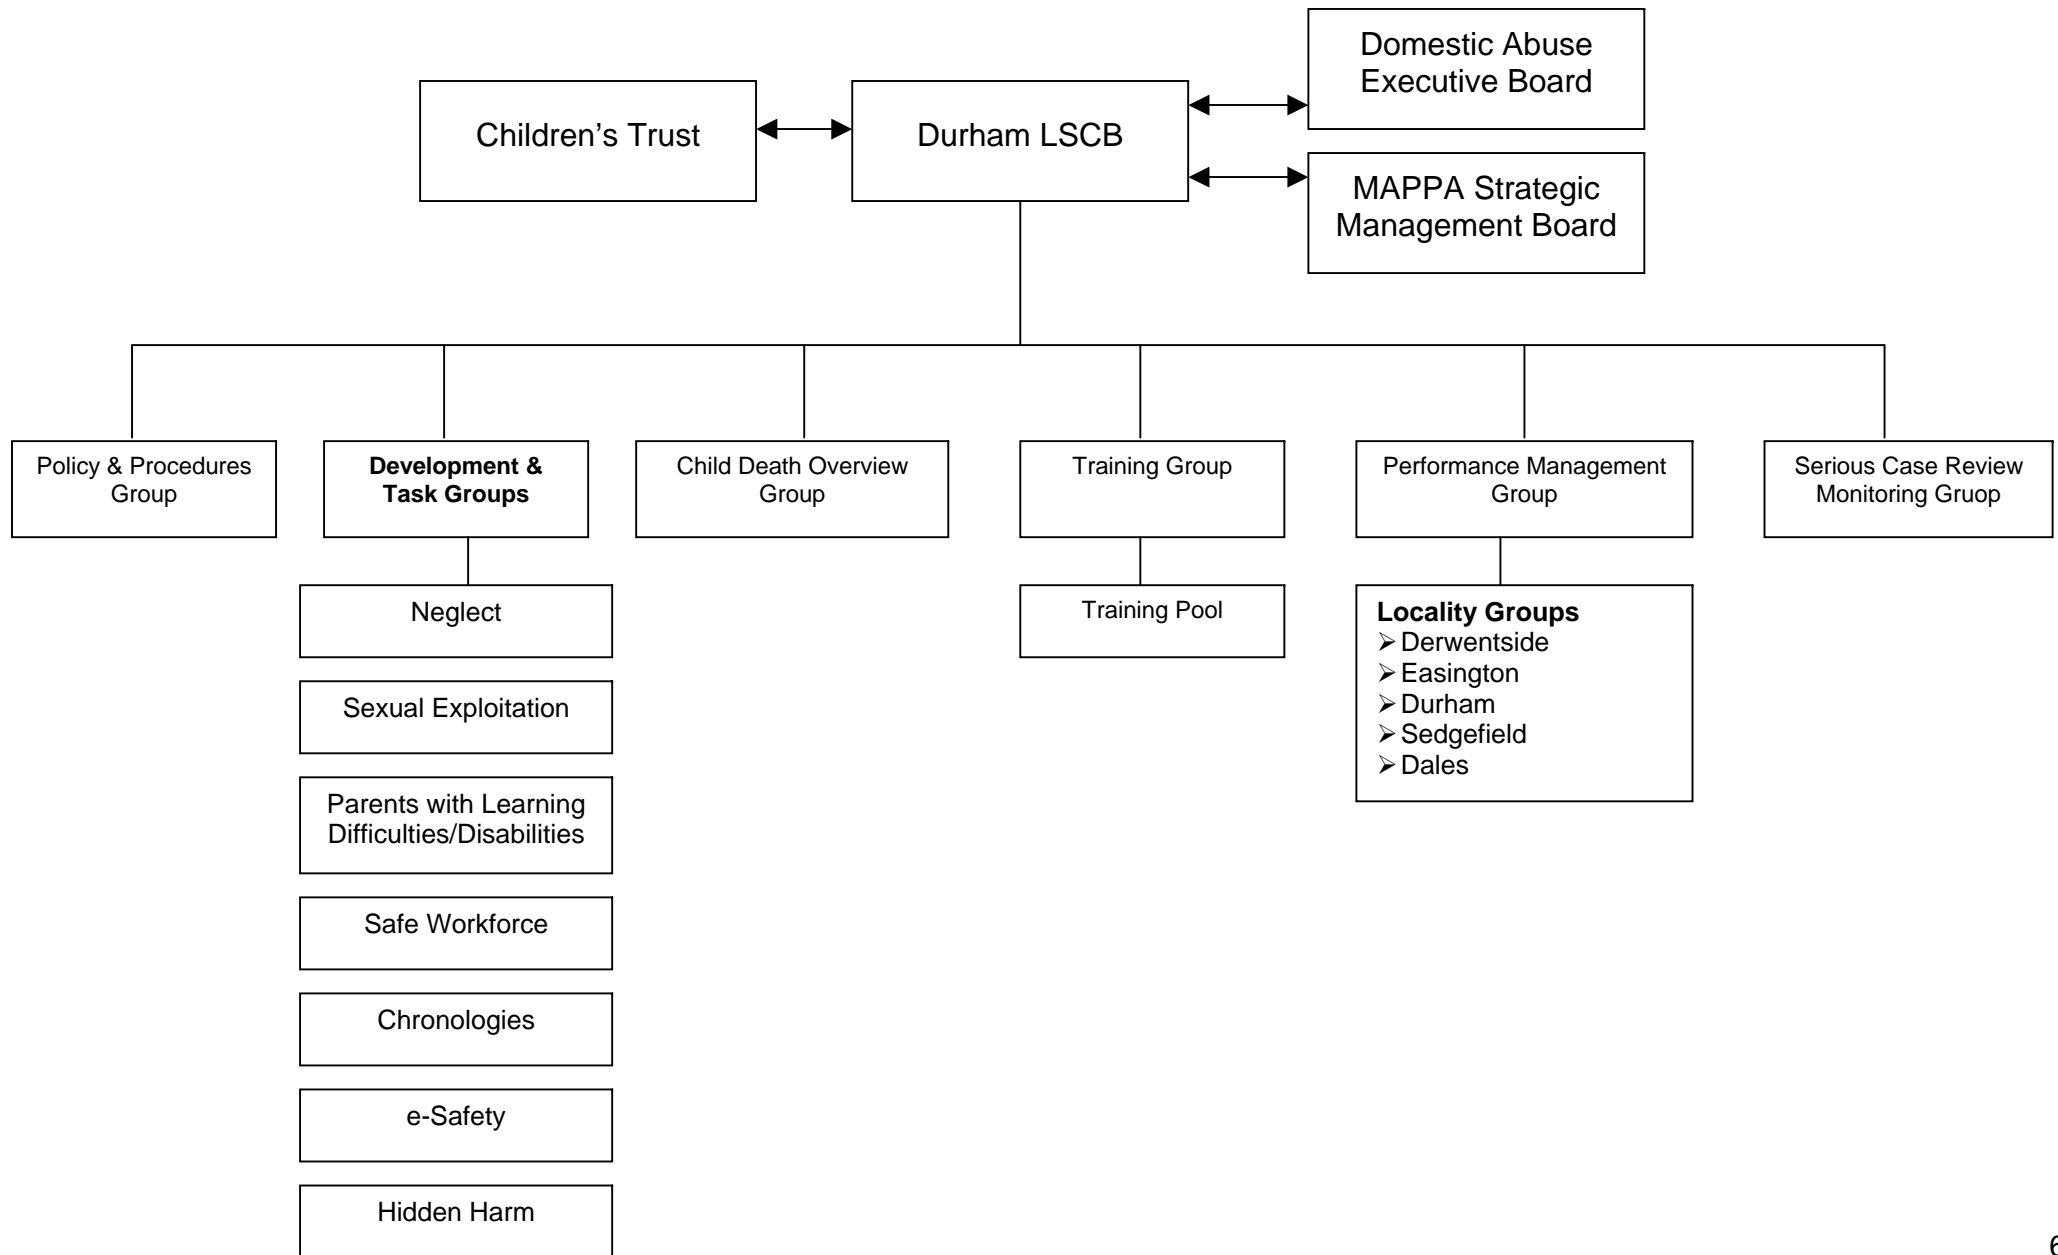 Domestic Abuse
Executive Board
Children’s Trust
Durham LSCB
MAPPA Strategic
Management Board
Policy & Procedures
Group
Development &
Task Groups
Child Death Overview
Group
Training Group
Performance Management
Group
Serious Case Review
Monitoring Gruop
Neglect
Sexual Exploitation
Parents with Learning
Difficulties/Disabilities
Safe Workforce
Chronologies
e-Safety
Hidden Harm
Training Pool
Locality Groups
➢ Derwentside
➢ Easington
➢ Durham
➢ Sedgefield
➢ Dales
6